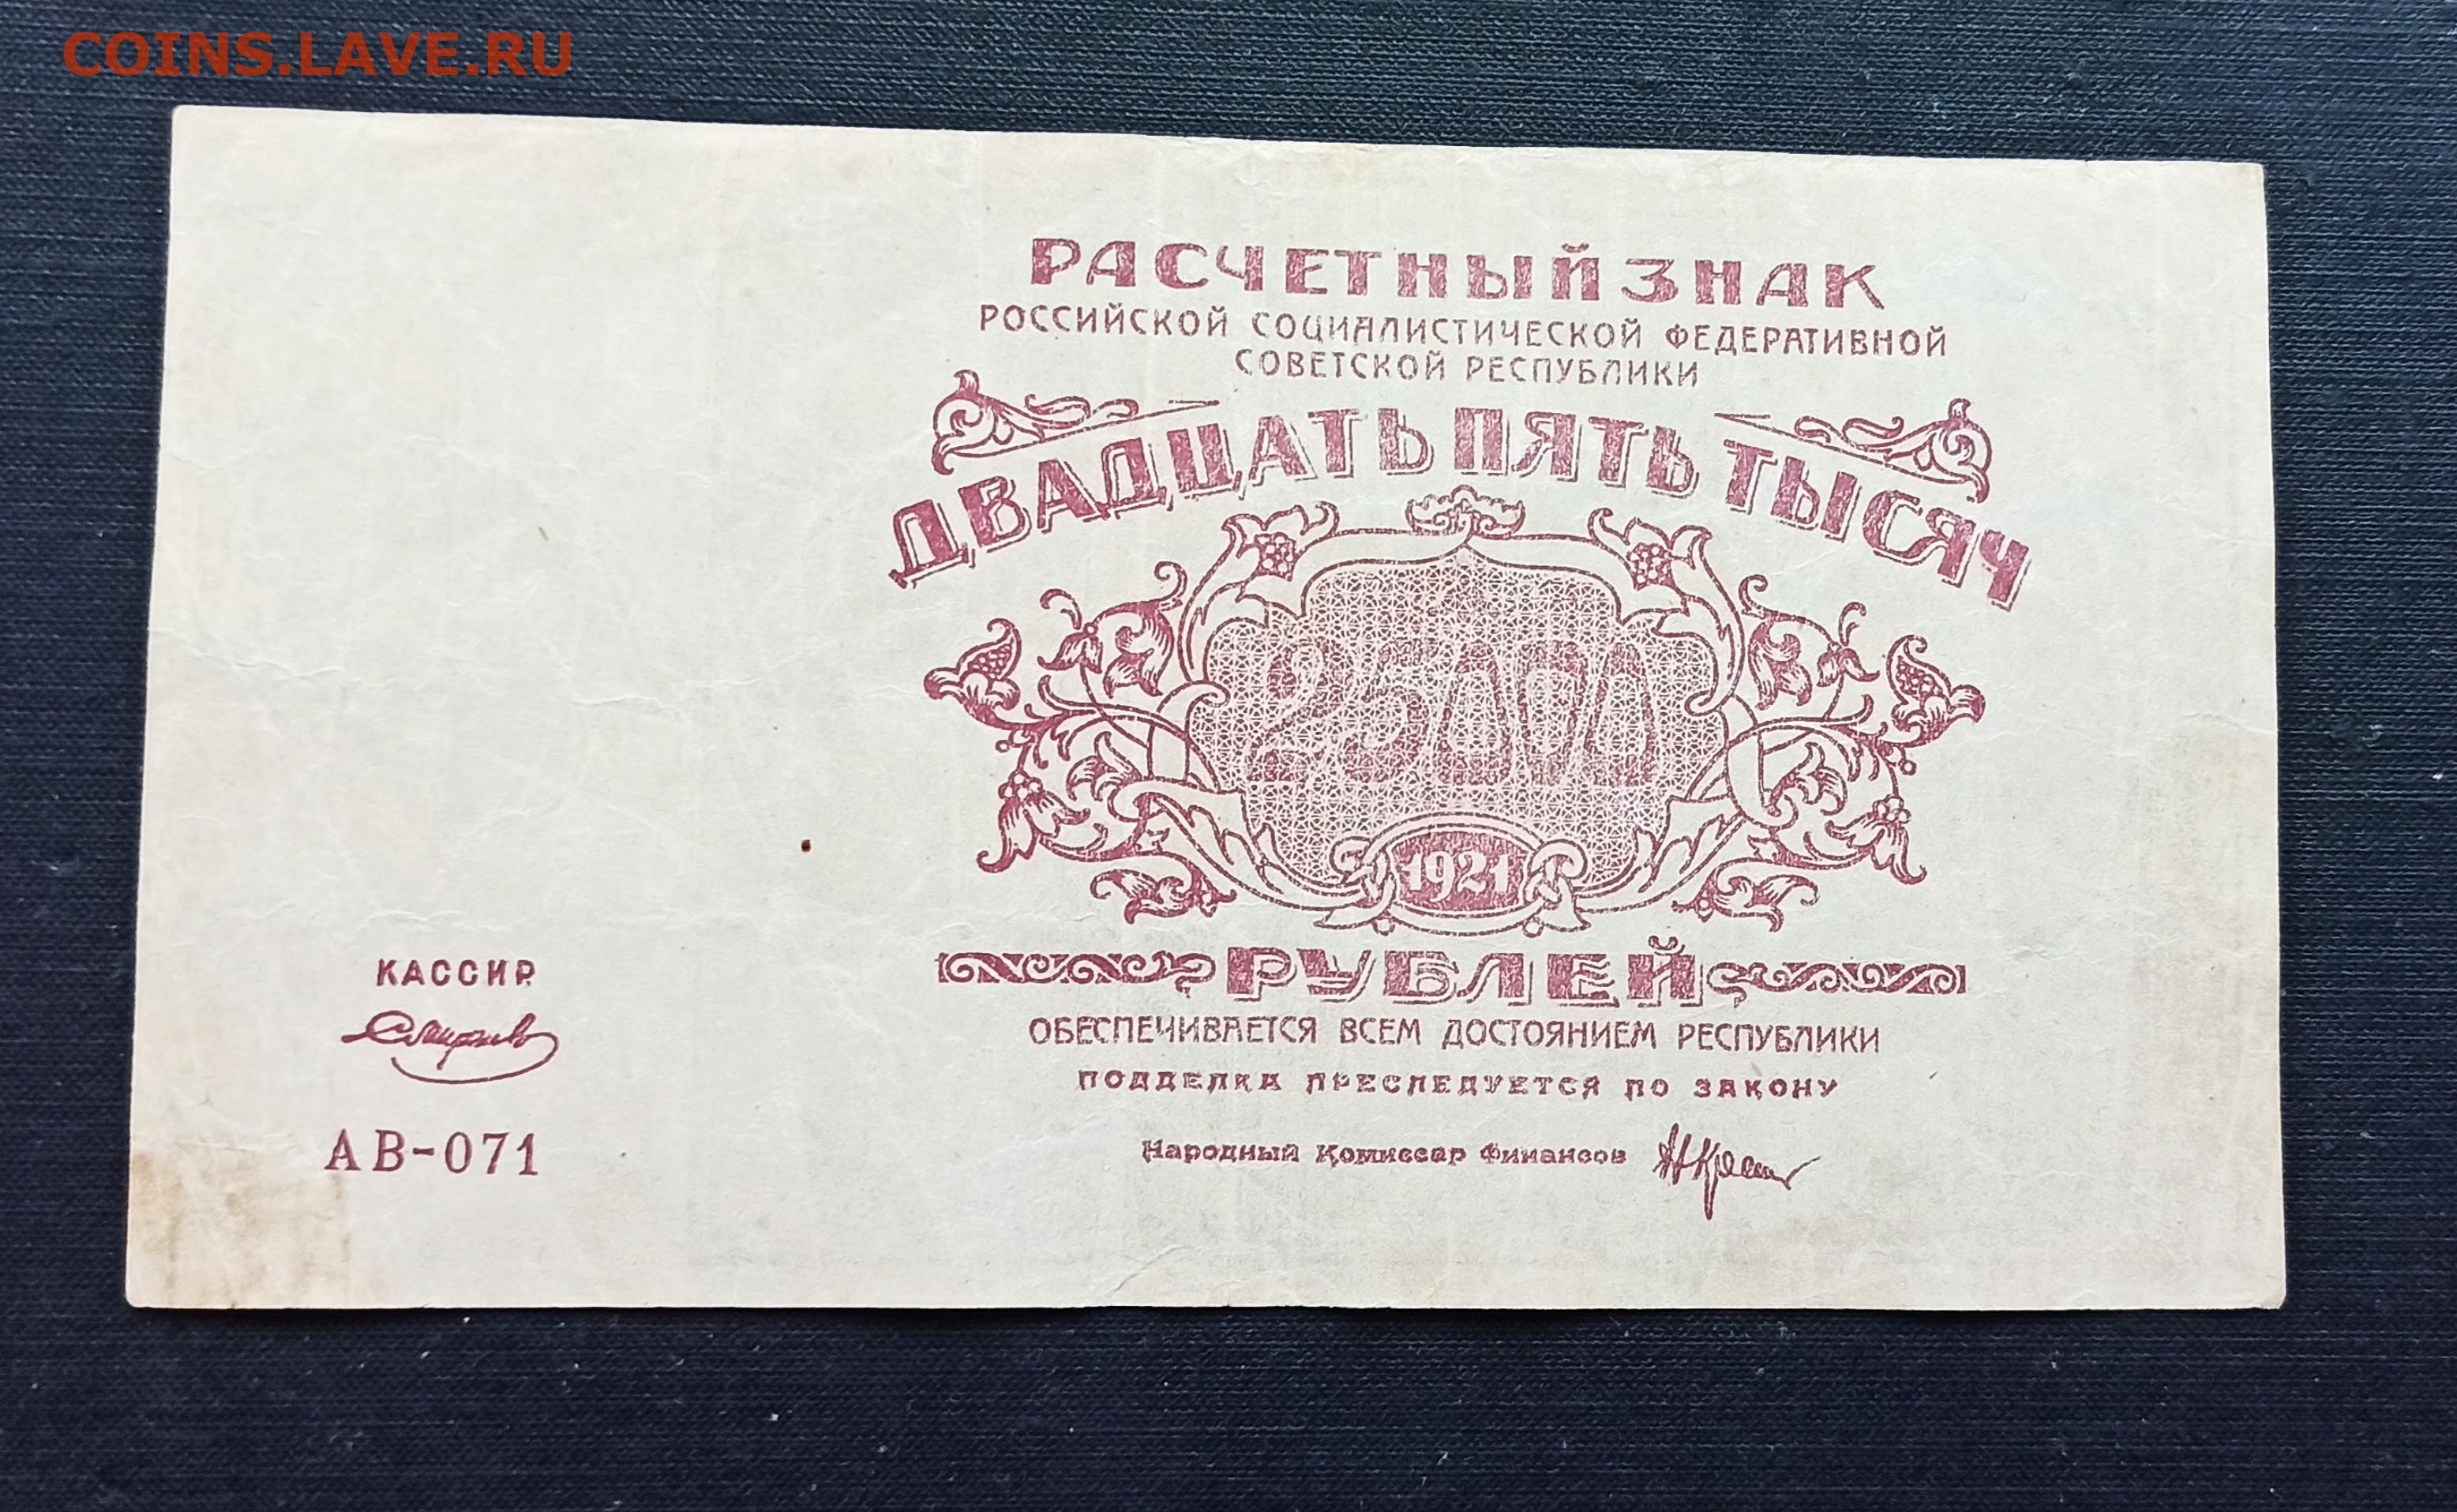 COINS.LAVE.RU
РАСЧЕТНЫЙ ЗНАК
РОССИЙСКОЙ СОЦИАЛИСТИЧЕСКОЙ ФЕДЕРАТИВНОЙ
СОВЕТСКОЙ РЕСПУБЛИКИ
ДВАДЦАТЬ ПЯТЬ ТЫСЯЧ
25000
1921
РУБЛЕЙ
ОБЕСПЕЧИВАЕТСЯ ВСЕМ ДОСТОЯНИЕМ РЕСПУБЛИКИ
ПОДДЕЛКА ПРЕСЛЕДУЕТСЯ ПО ЗАКОНУ
Народный Комиссар Финансов
КАССИР
Смирнов
АВ-071